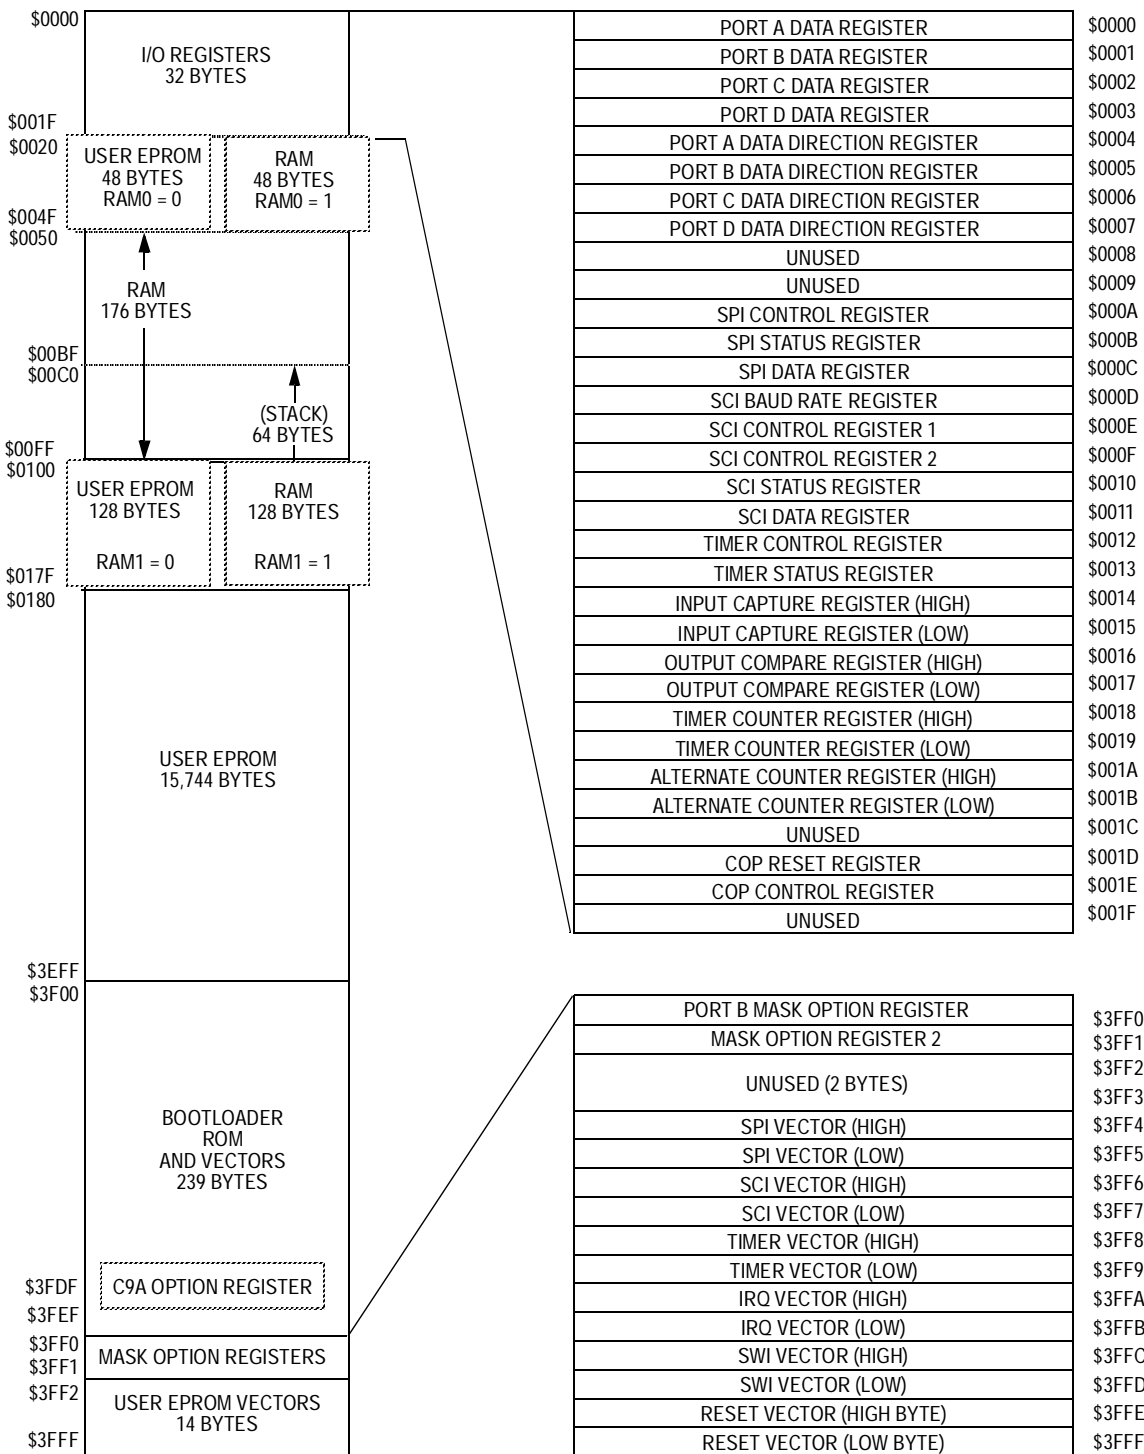 $0000
I/O REGISTERS
32 BYTES
$001F
$0020
USER EPROM
48 BYTES
RAM0 = 0
RAM
48 BYTES
RAM0 = 1
$004F
$0050
RAM
176 BYTES
$00BF
$00C0
(STACK)
64 BYTES
$00FF
$0100
USER EPROM
128 BYTES
RAM1 = 0
RAM
128 BYTES
RAM1 = 1
$017F
$0180
USER EPROM
15,744 BYTES
$3EFF
$3F00
BOOTLOADER
ROM
AND VECTORS
239 BYTES
$3FDF
C9A OPTION REGISTER
$3FEF
$3FF0
MASK OPTION REGISTERS
$3FF1
$3FF2
USER EPROM VECTORS
14 BYTES
$3FFF
PORT A DATA REGISTER $0000
PORT B DATA REGISTER $0001
PORT C DATA REGISTER $0002
PORT D DATA REGISTER $0003
PORT A DATA DIRECTION REGISTER $0004
PORT B DATA DIRECTION REGISTER $0005
PORT C DATA DIRECTION REGISTER $0006
PORT D DATA DIRECTION REGISTER $0007
UNUSED $0008
UNUSED $0009
SPI CONTROL REGISTER $000A
SPI STATUS REGISTER $000B
SPI DATA REGISTER $000C
SCI BAUD RATE REGISTER $000D
SCI CONTROL REGISTER 1 $000E
SCI CONTROL REGISTER 2 $000F
SCI STATUS REGISTER $0010
SCI DATA REGISTER $0011
TIMER CONTROL REGISTER $0012
TIMER STATUS REGISTER $0013
INPUT CAPTURE REGISTER (HIGH) $0014
INPUT CAPTURE REGISTER (LOW) $0015
OUTPUT COMPARE REGISTER (HIGH) $0016
OUTPUT COMPARE REGISTER (LOW) $0017
TIMER COUNTER REGISTER (HIGH) $0018
TIMER COUNTER REGISTER (LOW) $0019
ALTERNATE COUNTER REGISTER (HIGH) $001A
ALTERNATE COUNTER REGISTER (LOW) $001B
UNUSED $001C
COP RESET REGISTER $001D
COP CONTROL REGISTER $001E
UNUSED $001F
PORT B MASK OPTION REGISTER $3FF0
MASK OPTION REGISTER 2 $3FF1
$3FF2
UNUSED (2 BYTES)
$3FF3
SPI VECTOR (HIGH) $3FF4
SPI VECTOR (LOW) $3FF5
SCI VECTOR (HIGH) $3FF6
SCI VECTOR (LOW) $3FF7
TIMER VECTOR (HIGH) $3FF8
TIMER VECTOR (LOW) $3FF9
IRQ VECTOR (HIGH) $3FFA
IRQ VECTOR (LOW) $3FFB
SWI VECTOR (HIGH) $3FFC
SWI VECTOR (LOW) $3FFD
RESET VECTOR (HIGH BYTE) $3FFE
RESET VECTOR (LOW BYTE) $3FFF